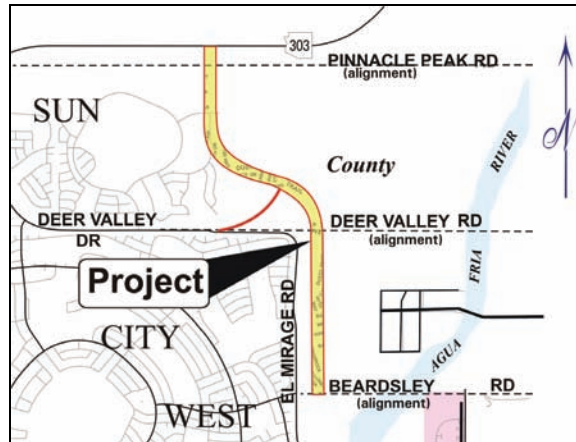 303
PINNACLE PEAK RD
(alignment)
SUN
County
RIVER
N
DEER VALLEY
DR
DEER VALLEY RD
(alignment)
Project
FRIA
CITY
EL MIRAGE RD
AGUA
BEARDSLEY RD
(alignment)
WEST